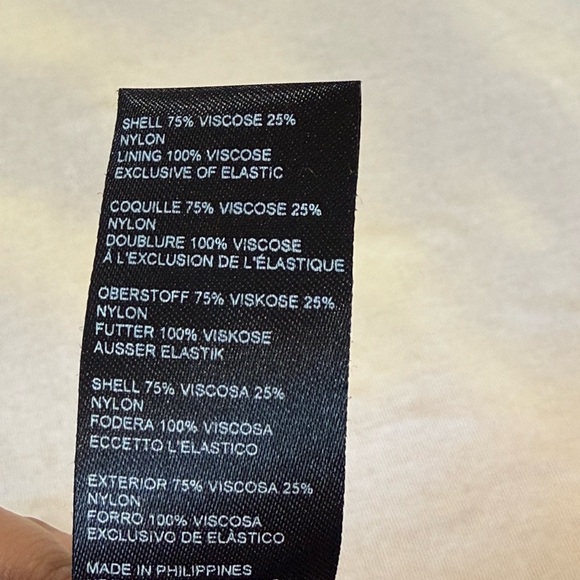 SHELL 75% VISCOSE 25%
NYLON
LINING 100% VISCOSE
EXCLUSIVE OF ELASTIC
COQUILLE 75% VISCOSE 25%
NYLON
DOUBLURE 100% VISCOSE
À L'EXCLUSION DE L'ÉLASTIQUE
OBERSTOFF 75% VISKOSE 25%
NYLON
FUTTER 100% VISKOSE
AUSSER ELASTIK
SHELL 75% VISCOSA 25%
NYLON
FODERA 100% VISCOSA
ECCETTO L'ELASTICO
EXTERIOR 75% VISCOSA 25%
NYLON
FORRO 100% VISCOSA
EXCLUSIVO DE ELÁSTICO
MADE IN PHILIPPINES